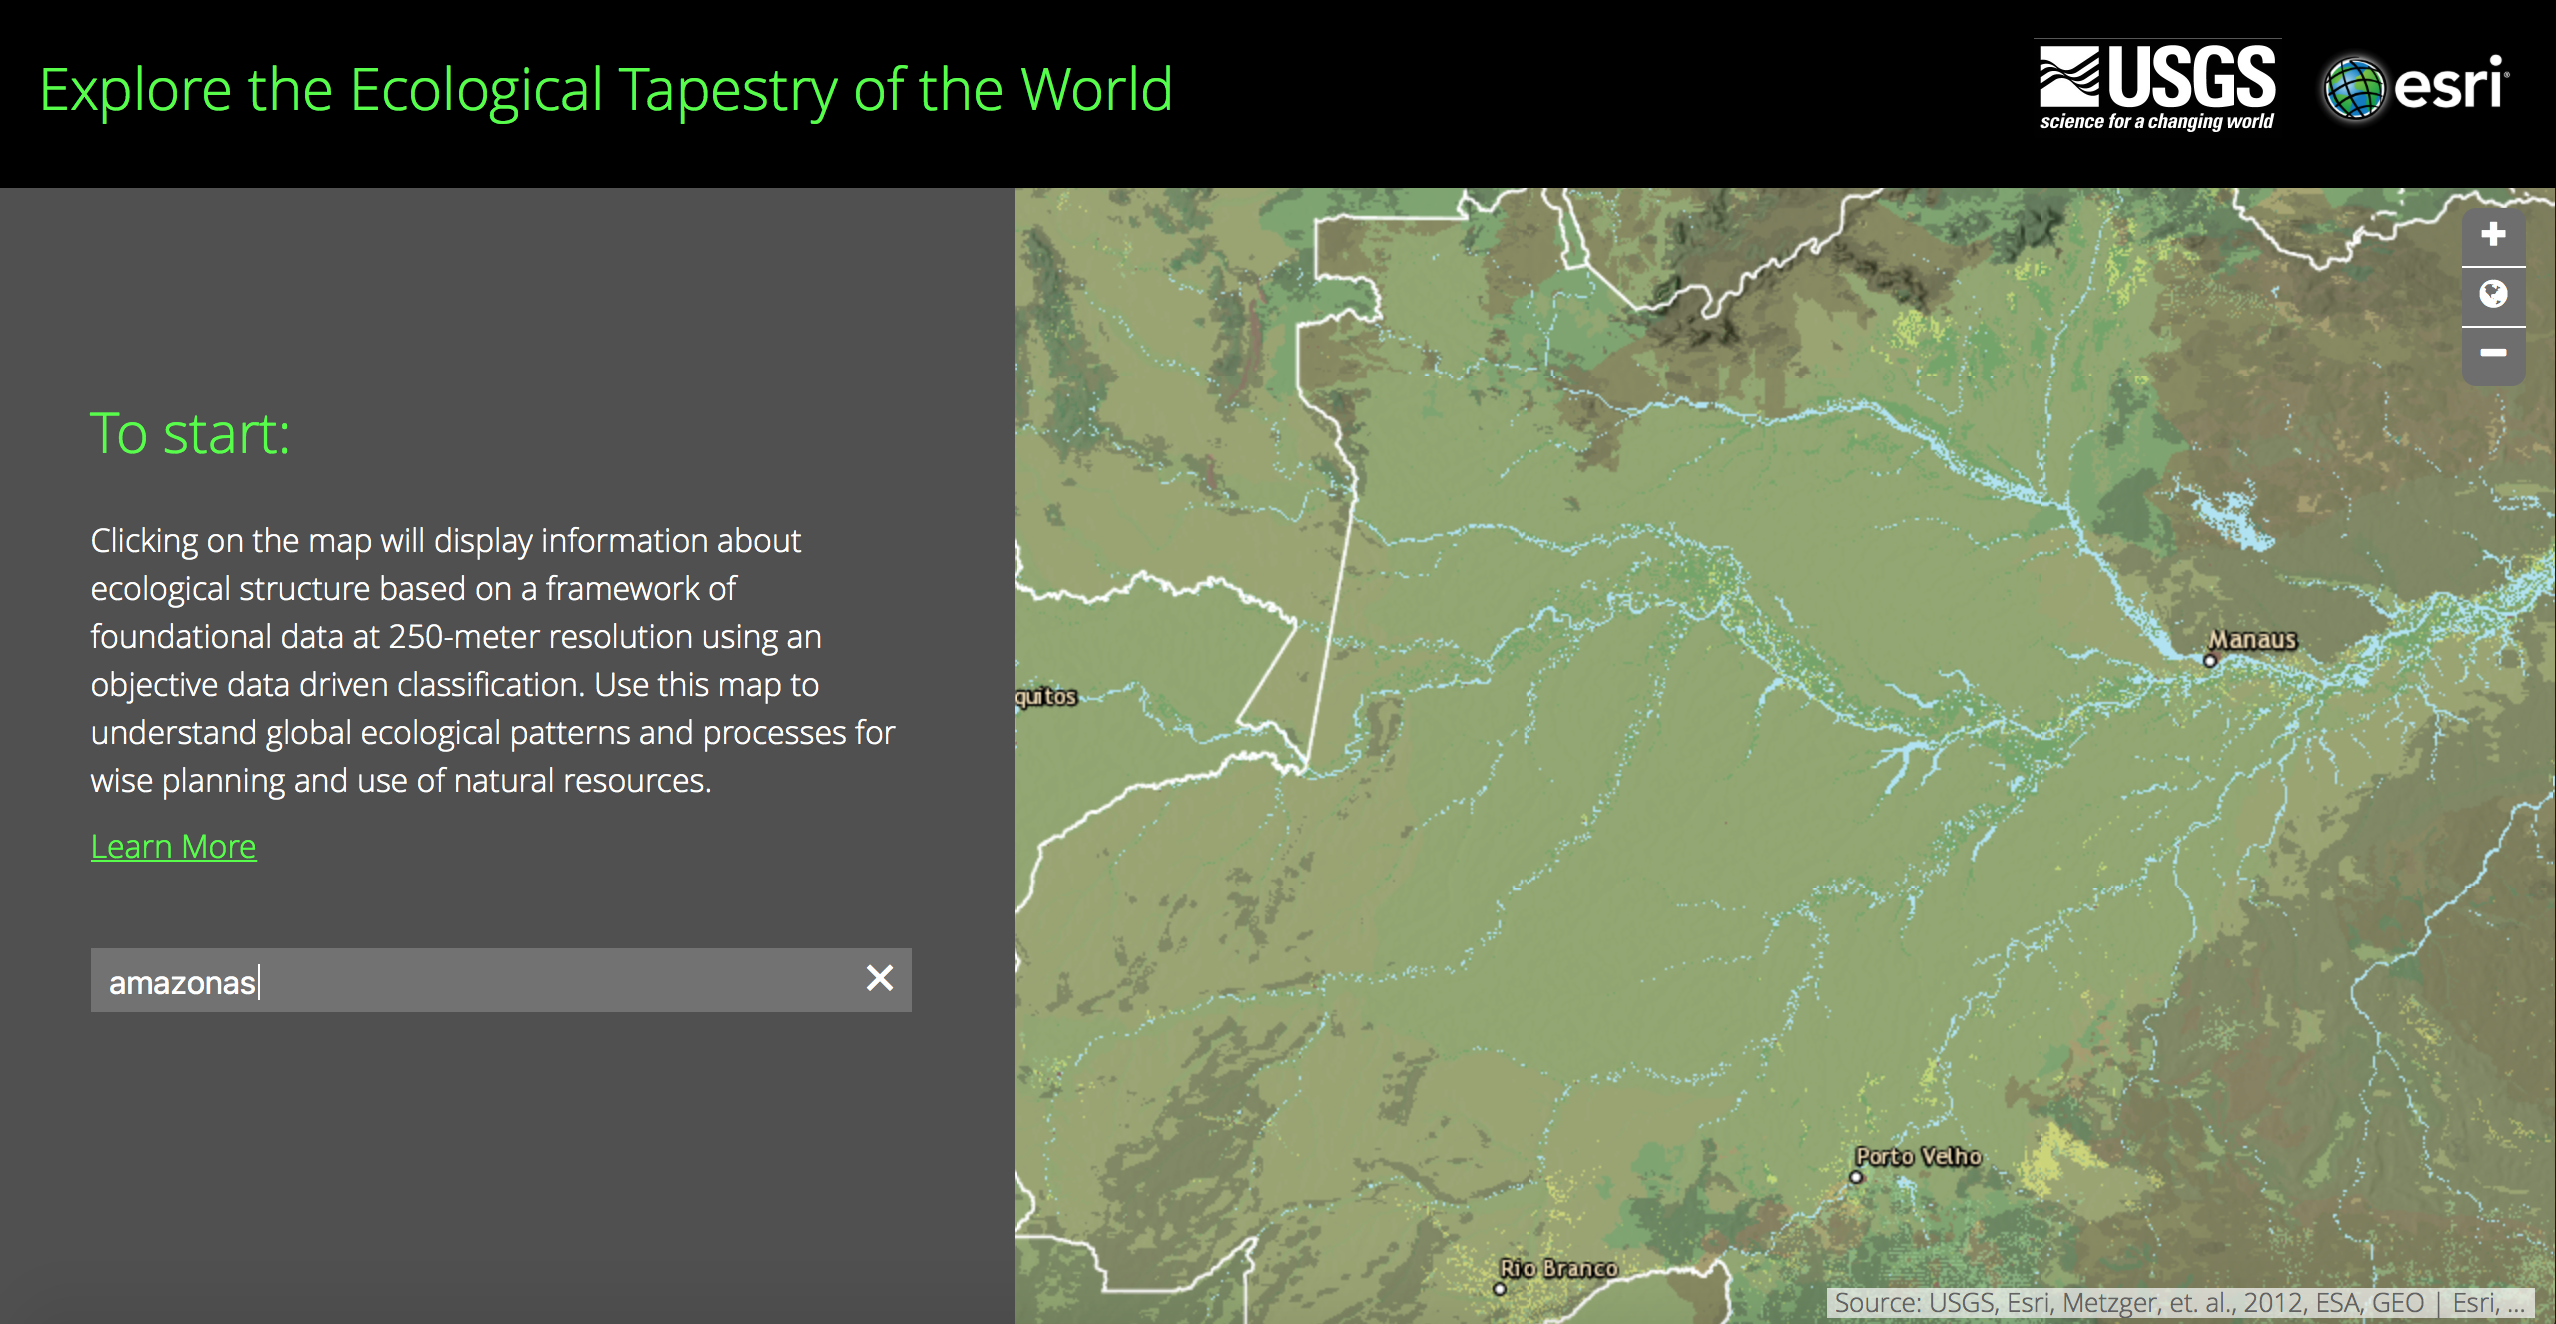 Explore the Ecological Tapestry of the World
USGS
science for a changing world
esri
To start:
Clicking on the map will display information about
ecological structure based on a framework of
foundational data at 250-meter resolution using an
objective data driven classification. Use this map to
understand global ecological patterns and processes for
wise planning and use of natural resources.
Learn More
amazonas
Manaus
quitos
Porto Velho
Rio Branco
Source: USGS, Esri, Metzger, et. al., 2012, ESA, GEO | Esri, ...